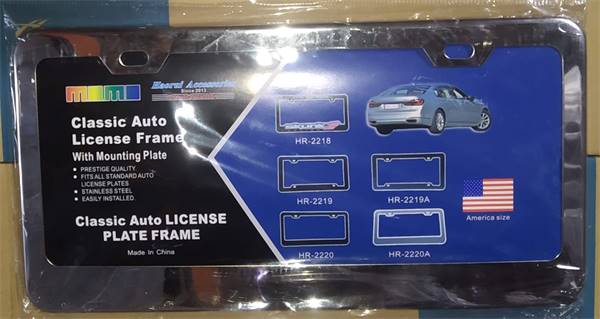 Haorui Accessories
Since 2013
Classic Auto
License Frame
With Mounting Plate
• PRESTIGE QUALITY
• FITS ALL STANDARD AUTO
LICENSE PLATES
• STAINLESS STEEL
• EASILY INSTALLED.
Classic Auto LICENSE
PLATE FRAME
Made In China
HR-2218
HR-2219
HR-2219A
HR-2220
HR-2220A
America size